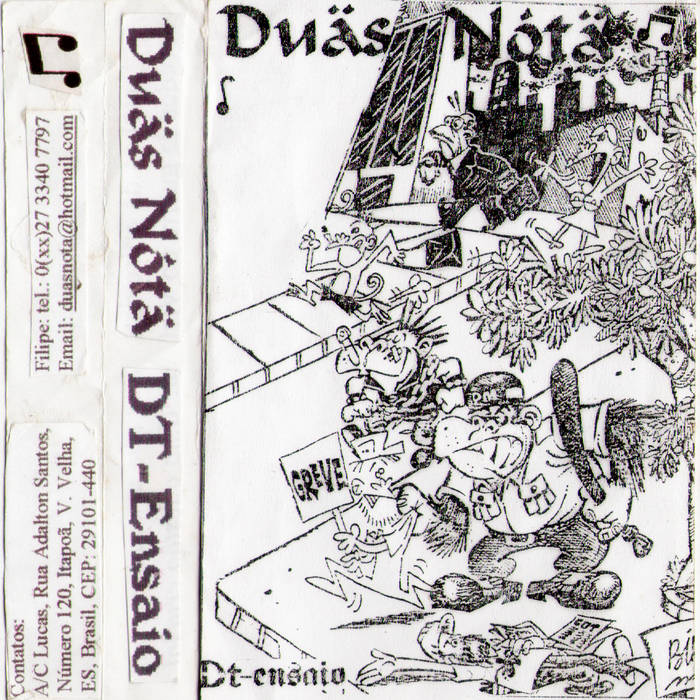 Duäs Nótä
GREVE
Dt-ensaio
Duäs Nótä DT-Ensaio
Filipe: tel.: 0(xx)27 3340 7797
Email: duasnota@hotmail.com
Contatos:
A/C Lucas, Rua Adalton Santos,
Número 120, Itapoã, V. Velha,
ES, Brasil, CEP: 29101-440